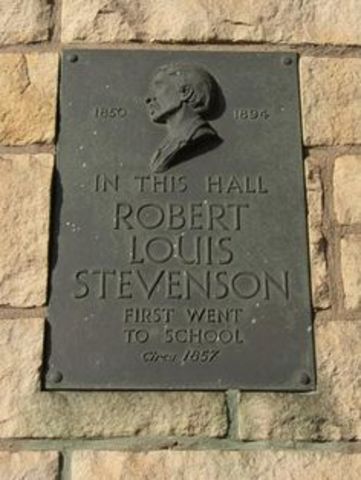 1850 1894
IN THIS HALL
ROBERT
LOUIS
STEVENSON
FIRST WENT
TO SCHOOL
Circa 1857